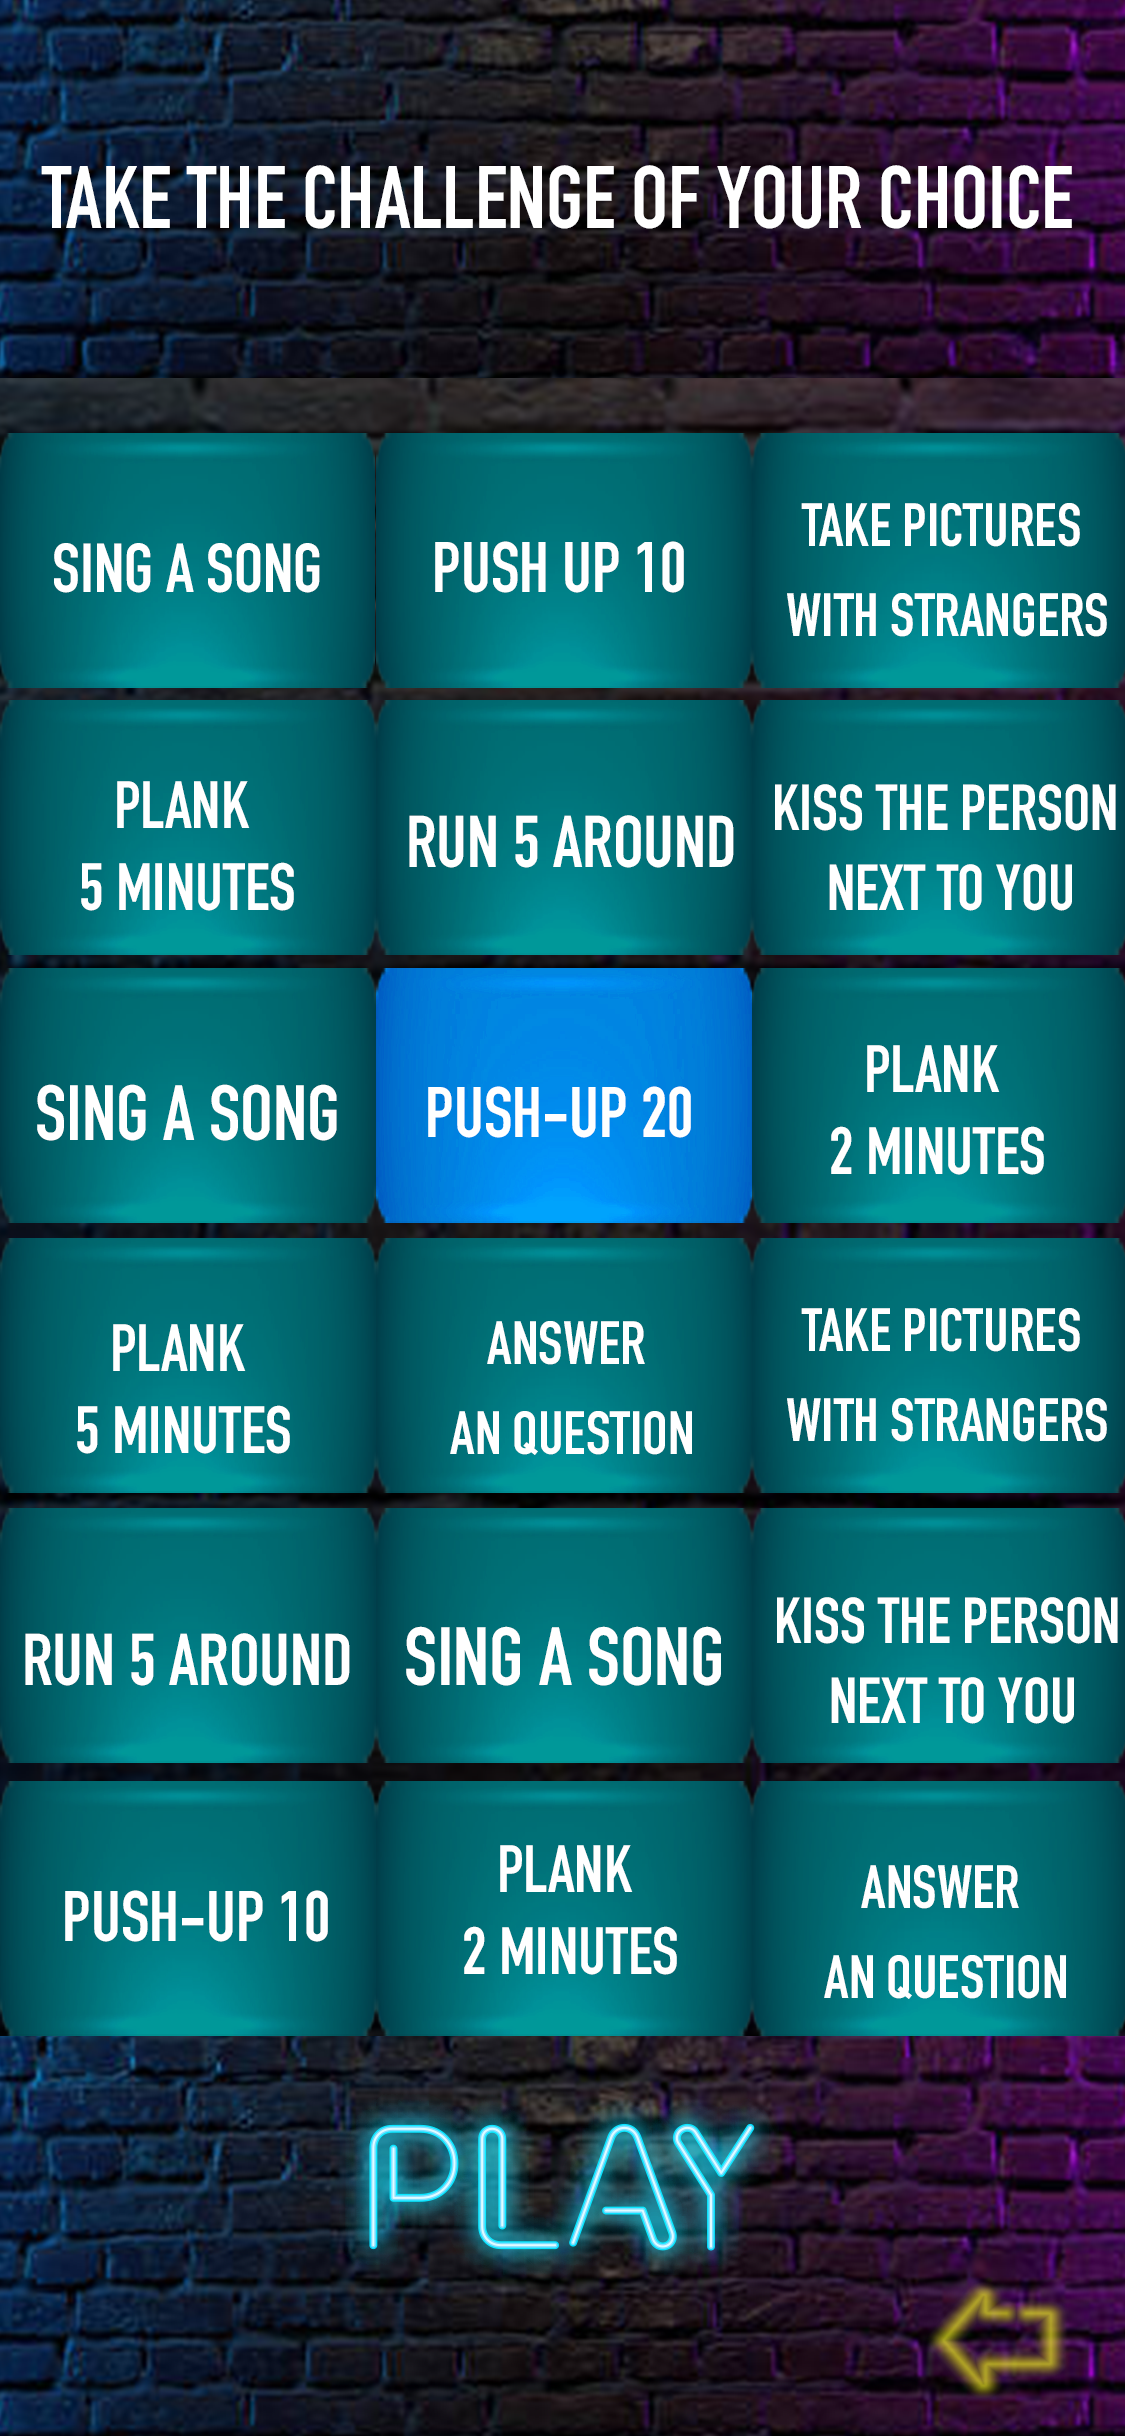 TAKE THE CHALLENGE OF YOUR CHOICE
SING A SONG
PUSH UP 10
TAKE PICTURES
WITH STRANGERS
PLANK
5 MINUTES
RUN 5 AROUND
KISS THE PERSON
NEXT TO YOU
SING A SONG
PUSH-UP 20
PLANK
2 MINUTES
PLANK
5 MINUTES
ANSWER
AN QUESTION
TAKE PICTURES
WITH STRANGERS
RUN 5 AROUND
SING A SONG
KISS THE PERSON
NEXT TO YOU
PUSH-UP 10
PLANK
2 MINUTES
ANSWER
AN QUESTION
PLAY